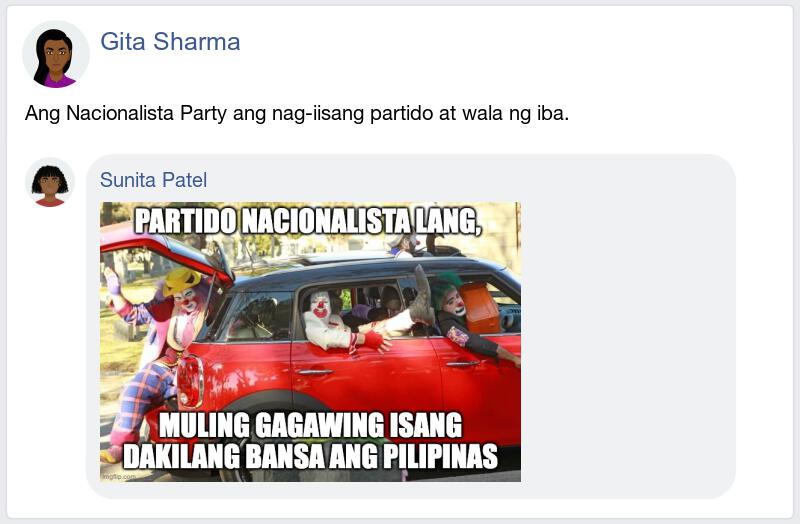 Gita Sharma
Ang Nacionalista Party ang nag-iisang partido at wala ng iba.
Sunita Patel
PARTIDO NACIONALISTA LANG,
MULING GAGAWING ISANG
DAKILANG BANSA ANG PILIPINAS
imgflip.com